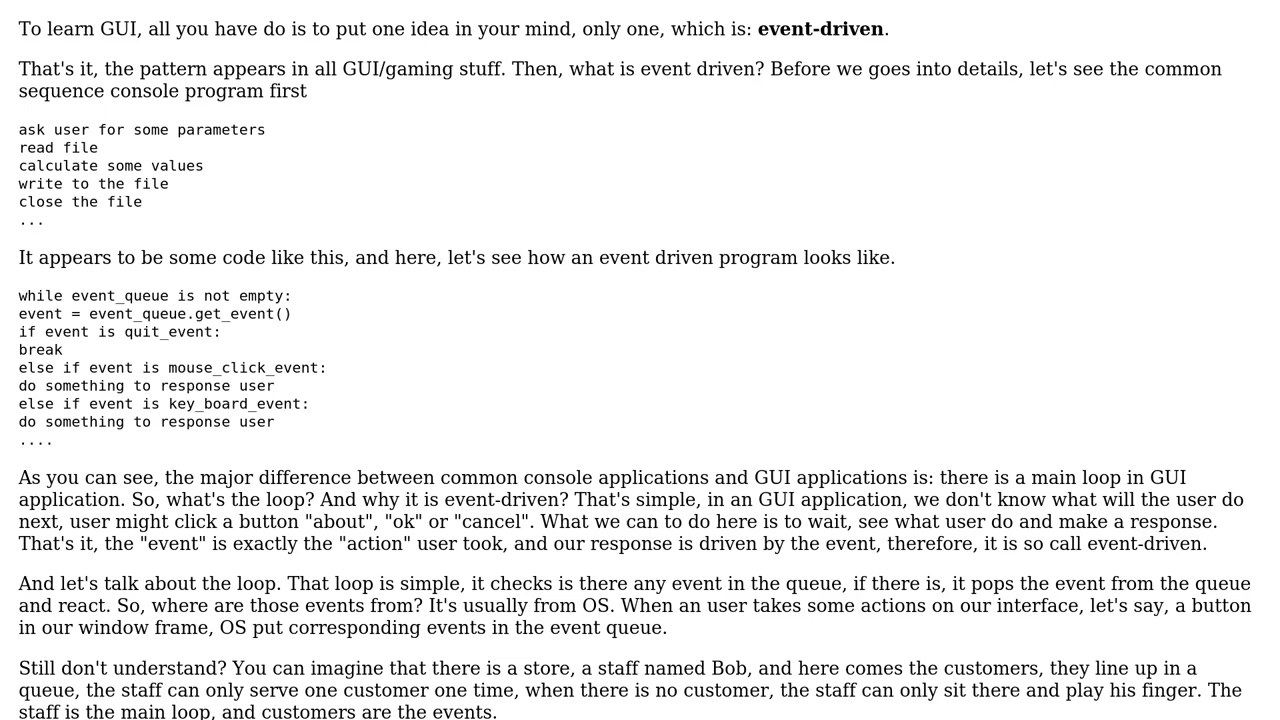 To learn GUI, all you have do is to put one idea in your mind, only one, which is: event-driven.
That's it, the pattern appears in all GUI/gaming stuff. Then, what is event driven? Before we goes into details, let's see the common
sequence console program first
ask user for some parameters
read file
calculate some values
write to the file
close the file
...
It appears to be some code like this, and here, let's see how an event driven program looks like.
while event_queue is not empty:
event = event_queue.get_event()
if event is quit_event:
break
else if event is mouse_click_event:
do something to response user
else if event is key_board_event:
do something to response user
....
As you can see, the major difference between common console applications and GUI applications is: there is a main loop in GUI
application. So, what's the loop? And why it is event-driven? That's simple, in an GUI application, we don't know what will the user do
next, user might click a button "about", "ok" or "cancel". What we can to do here is to wait, see what user do and make a response.
That's it, the "event" is exactly the "action" user took, and our response is driven by the event, therefore, it is so call event-driven.
And let's talk about the loop. That loop is simple, it checks is there any event in the queue, if there is, it pops the event from the queue
and react. So, where are those events from? It's usually from OS. When an user takes some actions on our interface, let's say, a button
in our window frame, OS put corresponding events in the event queue.
Still don't understand? You can imagine that there is a store, a staff named Bob, and here comes the customers, they line up in a
queue, the staff can only serve one customer one time, when there is no customer, the staff can only sit there and play his finger. The
staff is the main loop, and customers are the events.